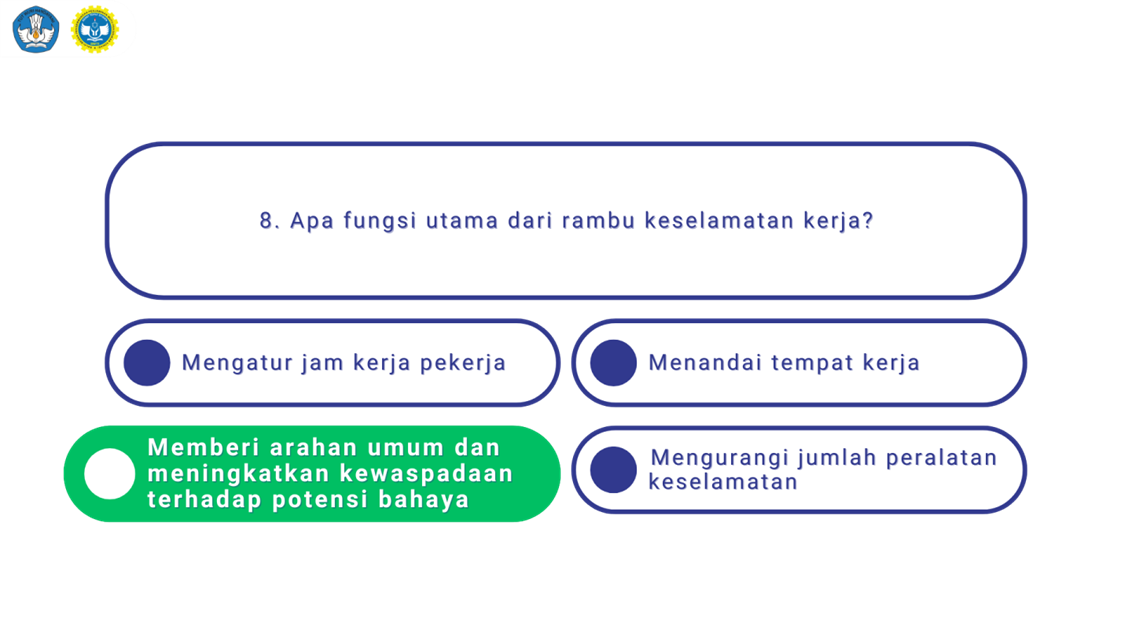 8. Apa fungsi utama dari rambu keselamatan kerja?
Mengatur jam kerja pekerja
Menandai tempat kerja
Memberi arahan umum dan
meningkatkan kewaspadaan
terhadap potensi bahaya
Mengurangi jumlah peralatan
keselamatan